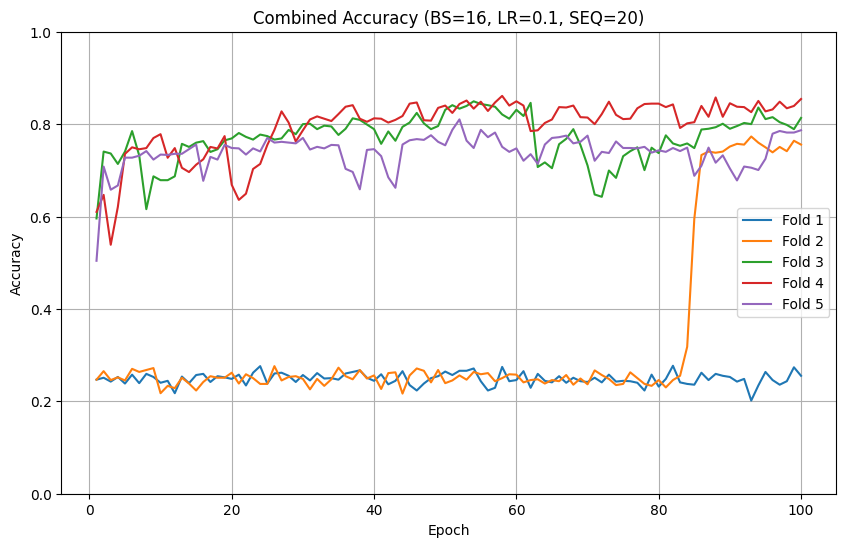 Combined Accuracy (BS=16, LR=0.1, SEQ=20)
1.0
0.8
0.6
0.4
0.2
0.0
Accuracy
Fold 1
Fold 2
Fold 3
Fold 4
Fold 5
0 20 40 60 80 100
Epoch